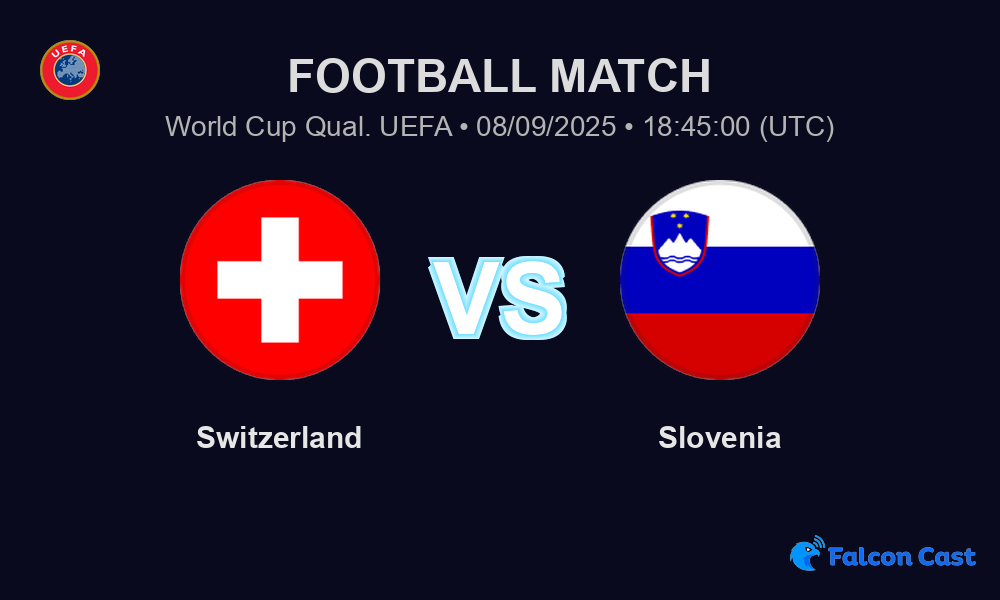 UEFA
FOOTBALL MATCH
World Cup Qual. UEFA • 08/09/2025 • 18:45:00 (UTC)
VS
Switzerland
Slovenia
Falcon Cast